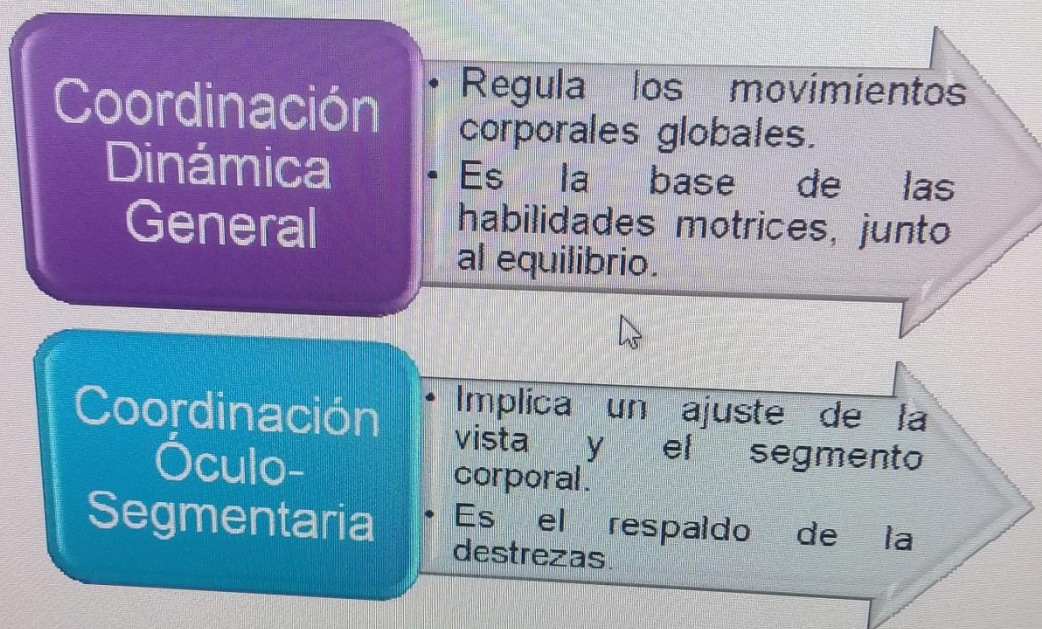 Coordinación
Dinámica
General
• Regula los movimientos
corporales globales.
• Es la base de las
habilidades motrices, junto
al equilibrio.
Coordinación
Óculo-
Segmentaria
• Implica un ajuste de la
vista y el segmento
corporal.
• Es el respaldo de la
destrezas.